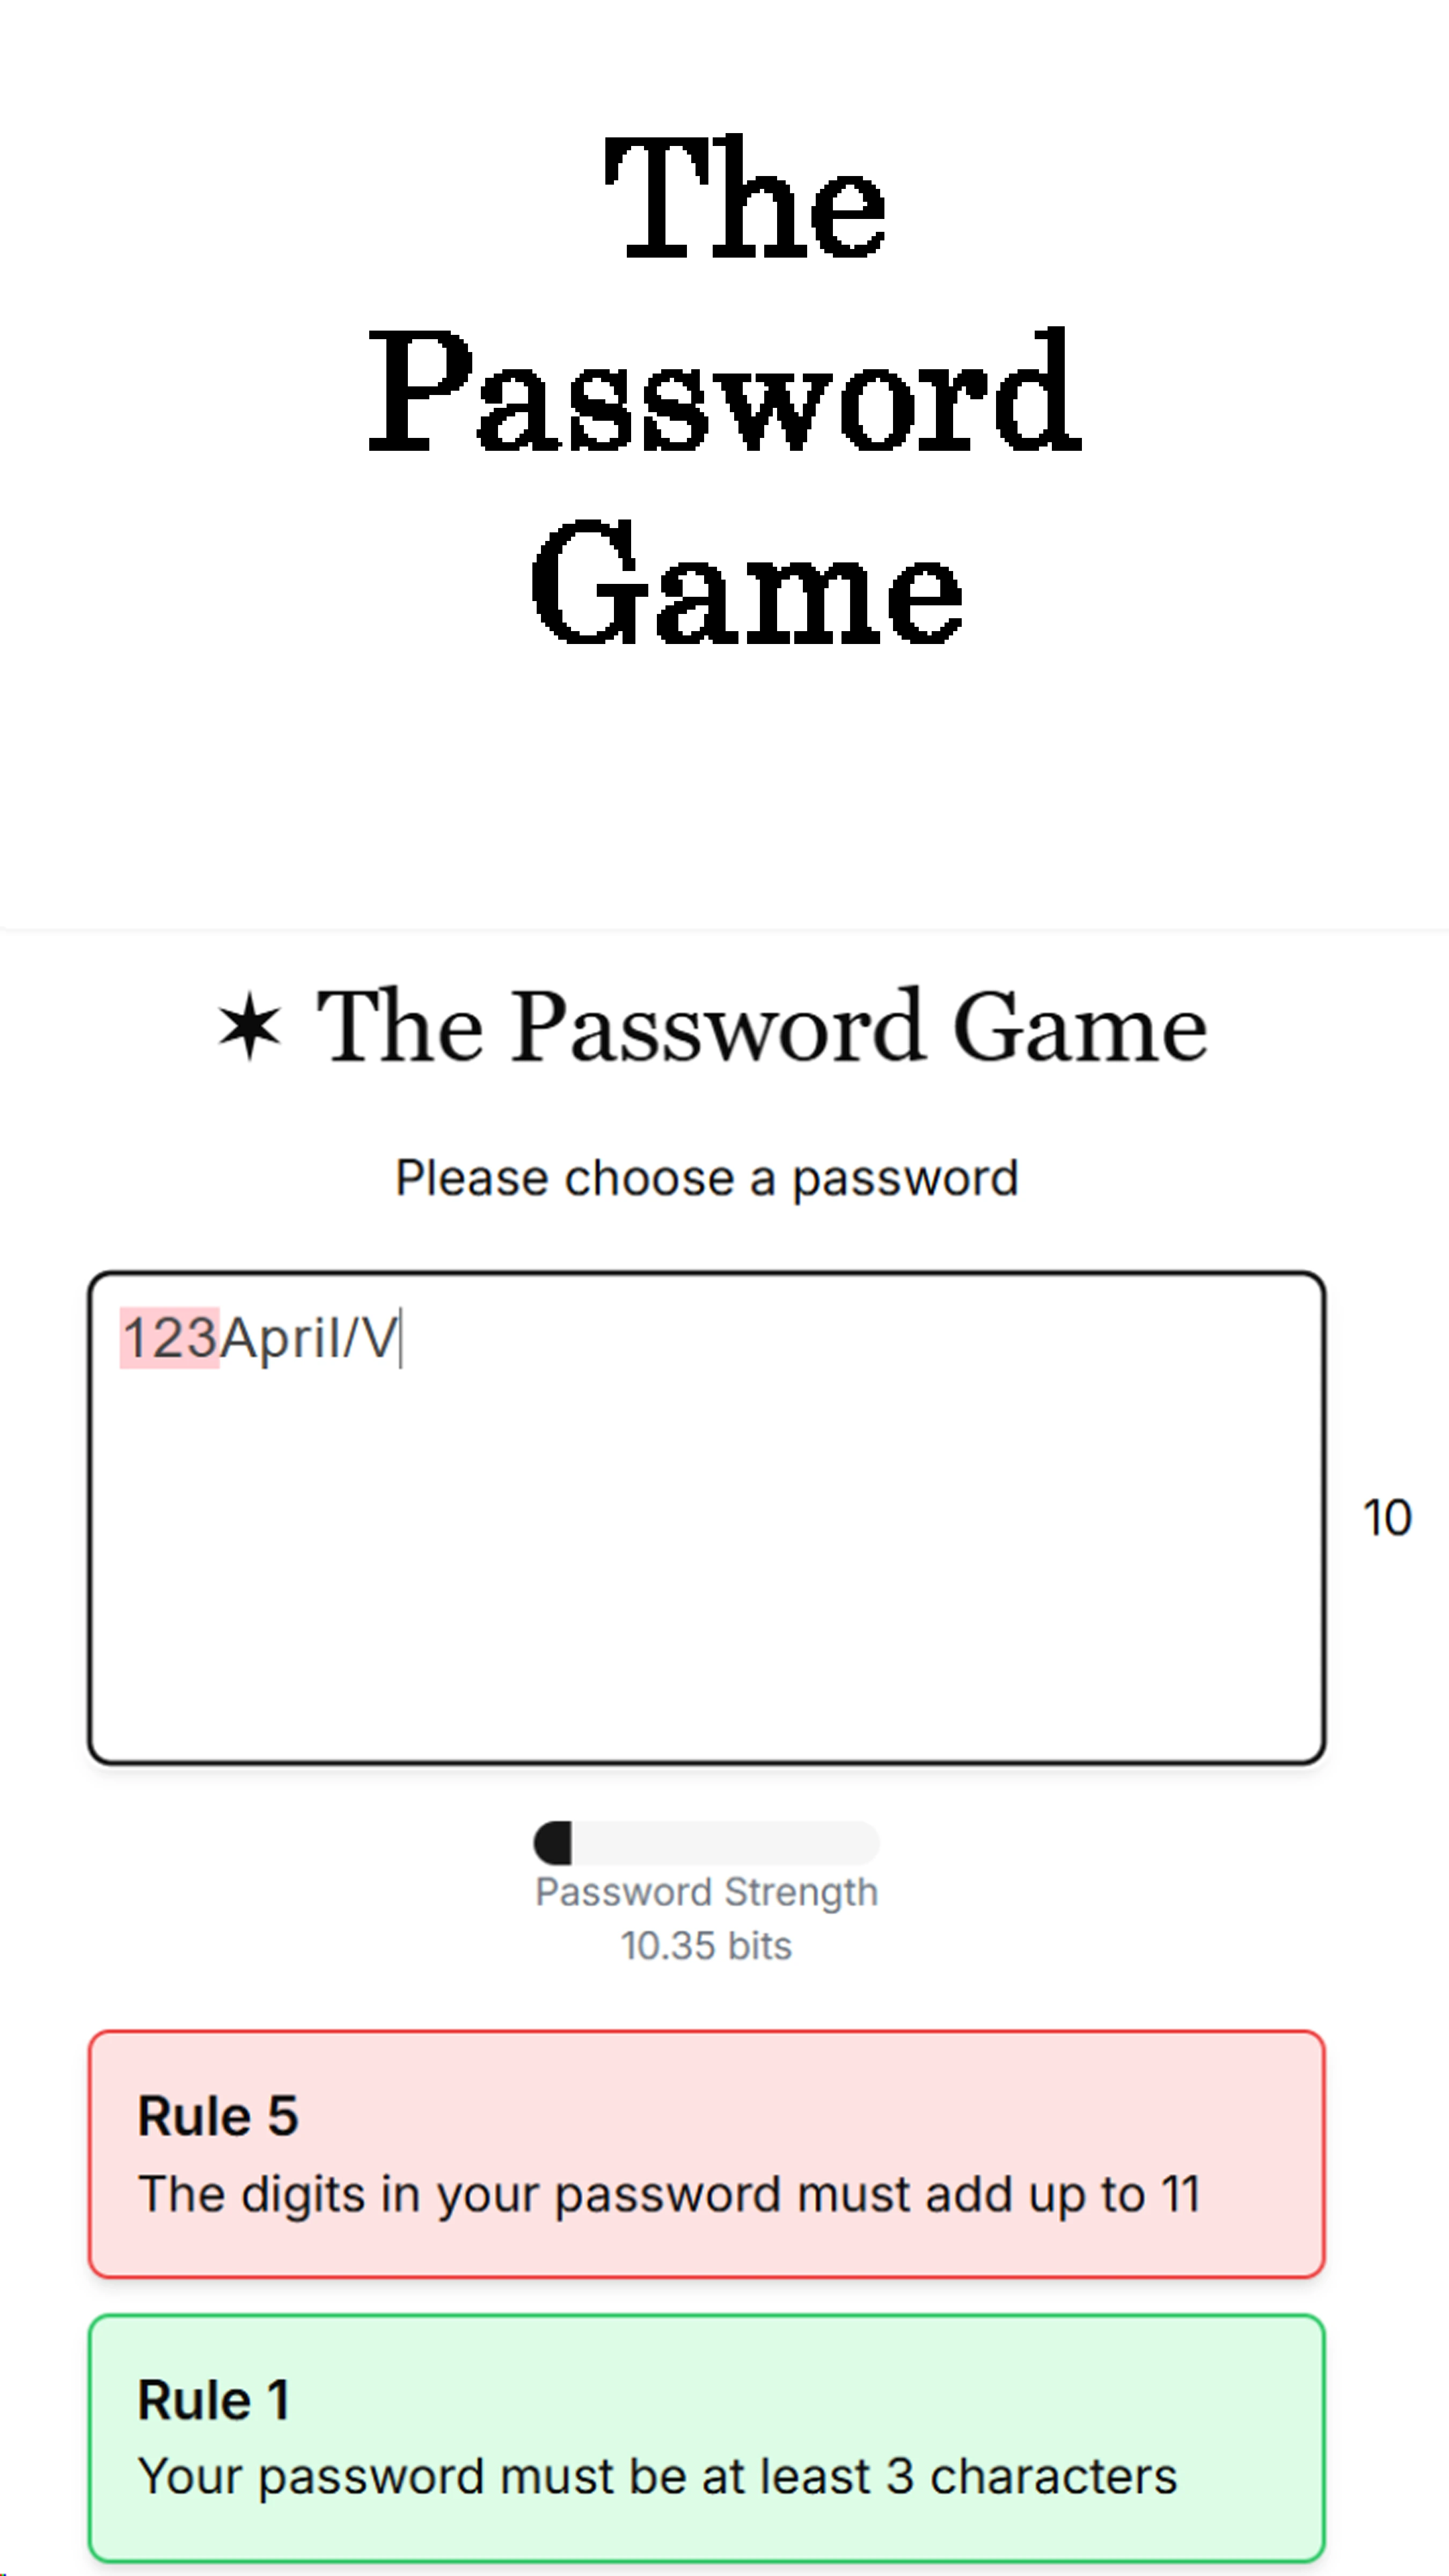 The
Password
Game
✶ The Password Game
Please choose a password
123April/V
10
Password Strength
10.35 bits
Rule 5
The digits in your password must add up to 11
Rule 1
Your password must be at least 3 characters